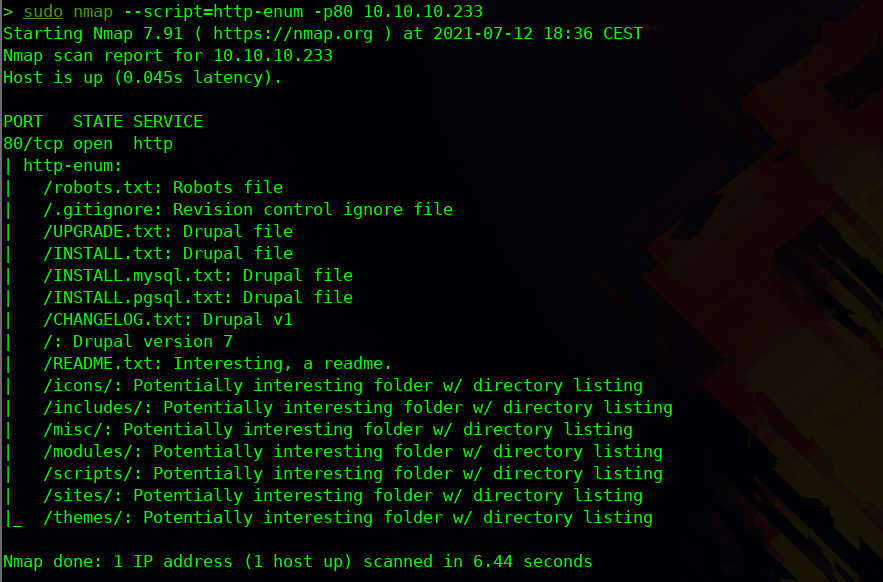 > sudo nmap --script=http-enum -p80 10.10.10.233
Starting Nmap 7.91 ( https://nmap.org ) at 2021-07-12 18:36 CEST
Nmap scan report for 10.10.10.233
Host is up (0.045s latency).

PORT   STATE SERVICE
80/tcp open  http
| http-enum:
|   /robots.txt: Robots file
|   /.gitignore: Revision control ignore file
|   /UPGRADE.txt: Drupal file
|   /INSTALL.txt: Drupal file
|   /INSTALL.mysql.txt: Drupal file
|   /INSTALL.pgsql.txt: Drupal file
|   /CHANGELOG.txt: Drupal v1
|   /: Drupal version 7
|   /README.txt: Interesting, a readme.
|   /icons/: Potentially interesting folder w/ directory listing
|   /includes/: Potentially interesting folder w/ directory listing
|   /misc/: Potentially interesting folder w/ directory listing
|   /modules/: Potentially interesting folder w/ directory listing
|   /scripts/: Potentially interesting folder w/ directory listing
|   /sites/: Potentially interesting folder w/ directory listing
|_  /themes/: Potentially interesting folder w/ directory listing

Nmap done: 1 IP address (1 host up) scanned in 6.44 seconds